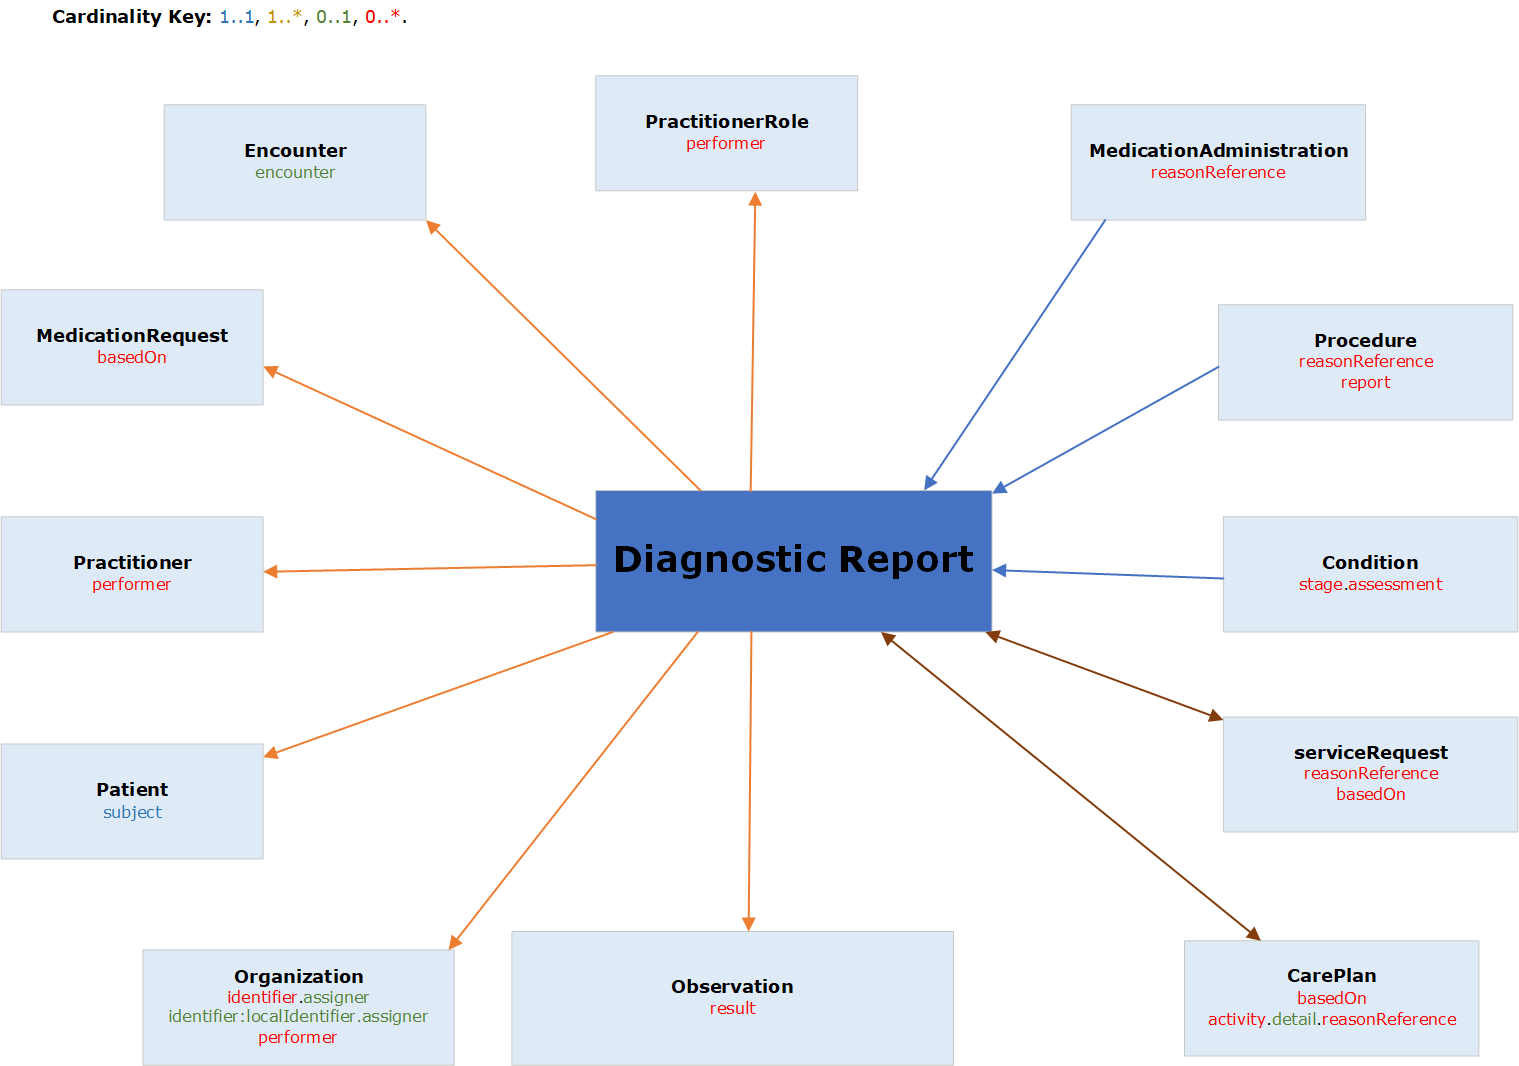 Cardinality Key: 1..1, 1..*, 0..1, 0..*.
PractitionerRole
performer
Encounter
encounter
MedicationAdministration
reasonReference
MedicationRequest
basedOn
Procedure
reasonReference
report
Diagnostic Report
Practitioner
performer
Condition
stage.assessment
serviceRequest
reasonReference
basedOn
Patient
subject
Organization
identifier.assigner
identifier:localIdentifier.assigner
performer
Observation
result
CarePlan
basedOn
activity.detail.reasonReference